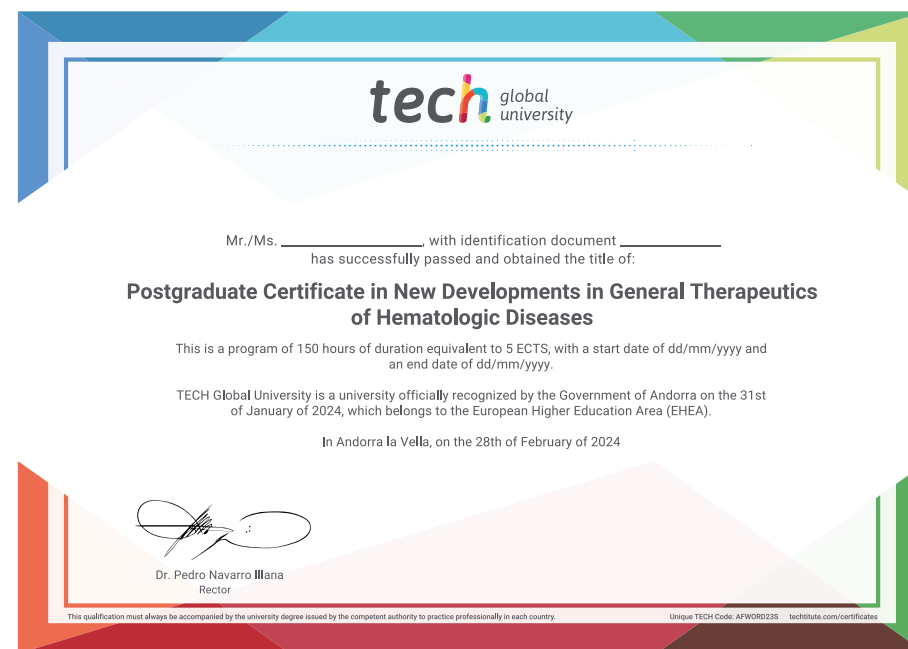 tech global
university
Mr./Ms. ____________________, with identification document ______________
has successfully passed and obtained the title of:
Postgraduate Certificate in New Developments in General Therapeutics
of Hematologic Diseases
This is a program of 150 hours of duration equivalent to 5 ECTS, with a start date of dd/mm/yyyy and
an end date of dd/mm/yyyy.
TECH Global University is a university officially recognized by the Government of Andorra on the 31st
of January of 2024, which belongs to the European Higher Education Area (EHEA).
In Andorra la Vella, on the 28th of February of 2024
Dr. Pedro Navarro Illana
Rector
This qualification must always be accompanied by the university degree issued by the competent authority to practice professionally in each country. Unique TECH Code: AFWORD23S techtitute.com/certificates